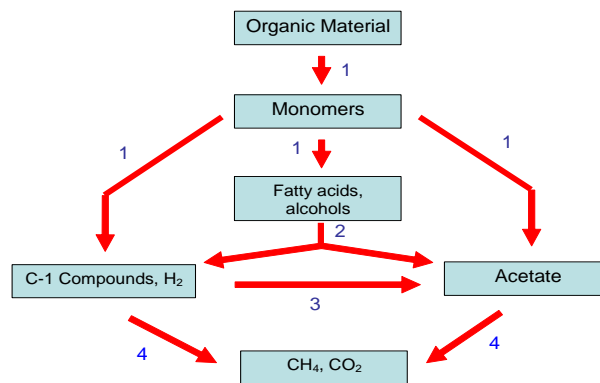 Organic Material
1
Monomers
1
1
1
Fatty acids,
alcohols
2
C-1 Compounds, H₂
Acetate
3
4
4
CH₄, CO₂